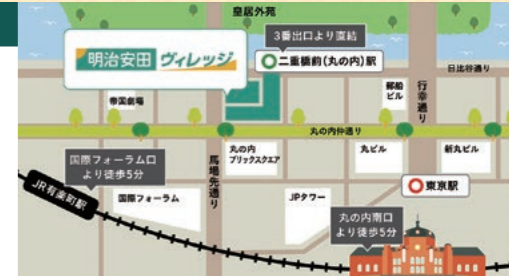 皇居外苑
3番出口より直結
明治安田 ヴィレッジ
二重橋前(丸の内)駅
日比谷通り
帝国劇場
郵船
ビル
行幸通り
丸の内仲通り
国際フォーラム口
より徒歩5分
馬場先通り
丸の内
ブリックスクエア
丸ビル
新丸ビル
JR有楽町駅
国際フォーラム
JPタワー
東京駅
丸の内南口
より徒歩5分